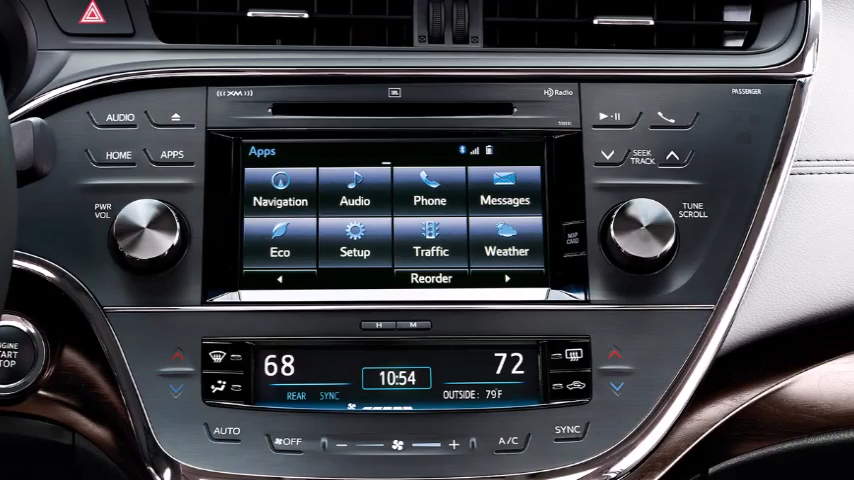 XM
JBL
HD Radio
PASSENGER
AUDIO
HOME
APPS
PWR
VOL
SEEK
TRACK
TUNE
SCROLL
MAP
CARD
Apps
Navigation
Audio
Phone
Messages
Eco
Setup
Traffic
Weather
Reorder
H
M
ENGINE
START
STOP
68
10:54
72
REAR
SYNC
OUTSIDE: 79°F
AUTO
OFF
A/C
SYNC